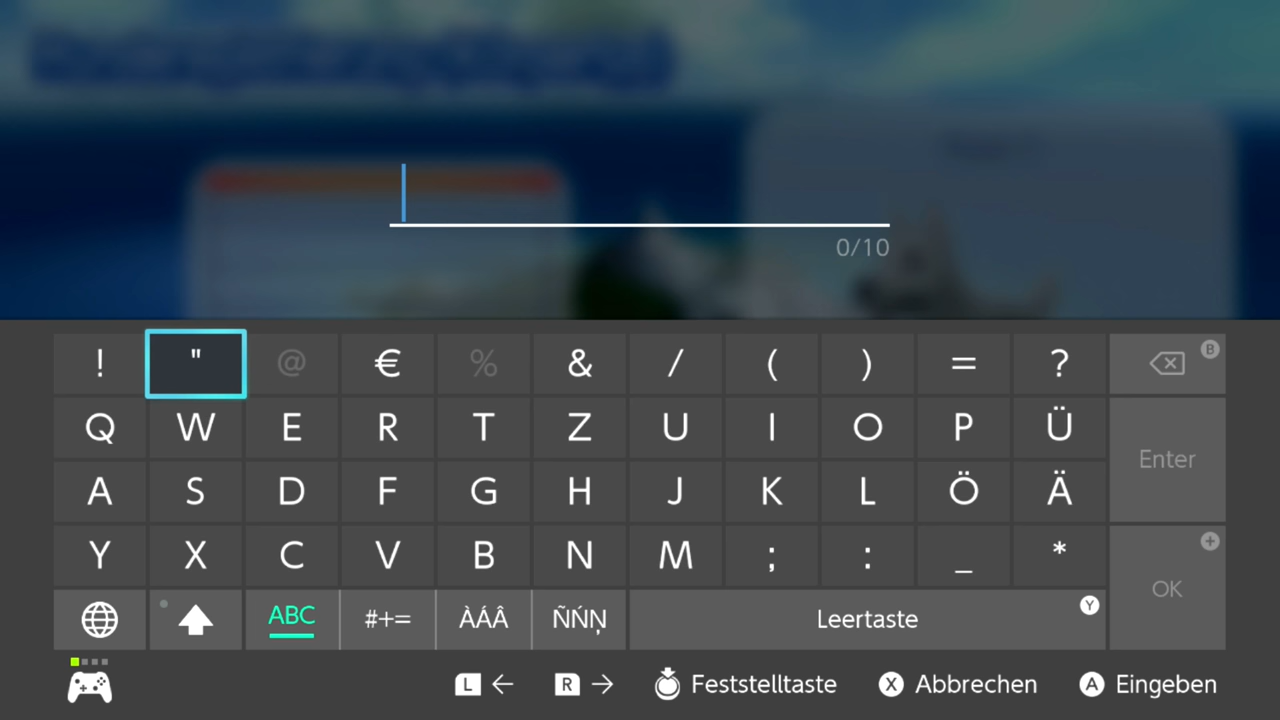 0/10
! " @ € % & / ( ) = ? B
Q W E R T Z U I O P Ü Enter
A S D F G H J K L Ö Ä
Y X C V B N M ; : _ * + OK
ABC #+= ÀÁÂ ÑŃŅ Leertaste Y
L ← R → Feststelltaste X Abbrechen A Eingeben